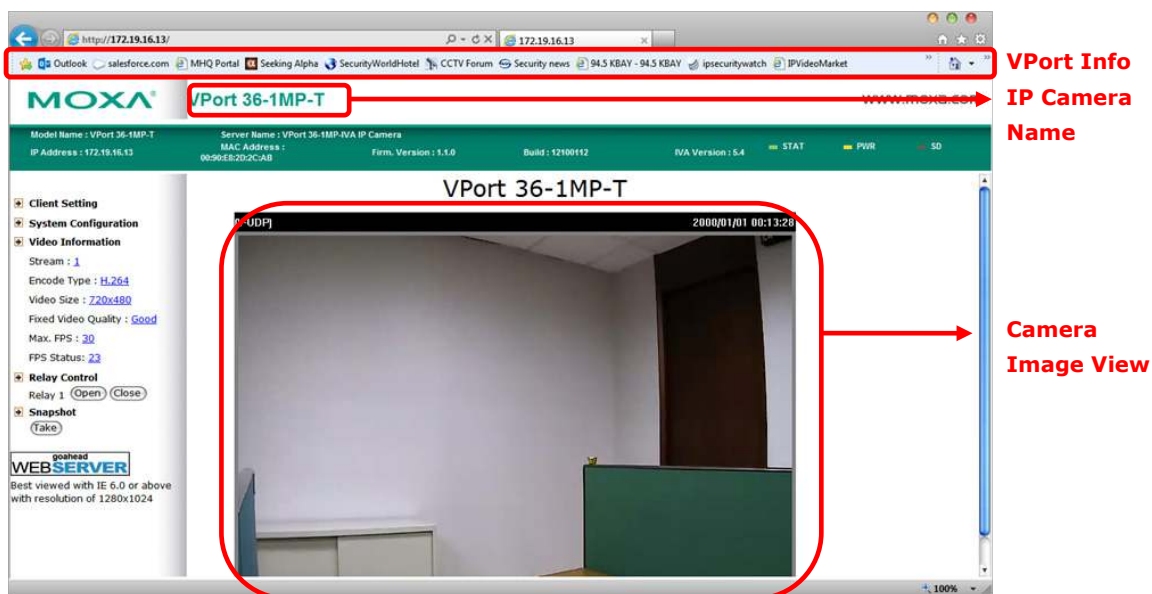 http://172.19.16.13/
172.19.16.13
Outlook salesforce.com MHQ Portal Seeking Alpha SecurityWorldHotel CCTV Forum Security news 94.5 KBAY - 94.5 KBAY ipsecuritywatch IPVideoMarket
VPort Info
MOXA
VPort 36-1MP-T
www.moxa.com
IP Camera
Name
Model Name : VPort 36-1MP-T
Server Name : VPort 36-1MP-IVA IP Camera
IP Address : 172.19.16.13
MAC Address :
00:90:E8:2D:2C:AB
Firm. Version : 1.1.0
Build : 12100112
IVA Version : 5.4
STAT
PWR
SD
VPort 36-1MP-T
Client Setting
System Configuration
Video Information
Stream : 1
Encode Type : H.264
Video Size : 720x480
Fixed Video Quality : Good
Max. FPS : 30
FPS Status: 23
Relay Control
Relay 1 Open Close
Snapshot
Take
goahead
WEBSERVER
Best viewed with IE 6.0 or above
with resolution of 1280x1024
2000/01/01 00:13:28
Camera
Image View
100%